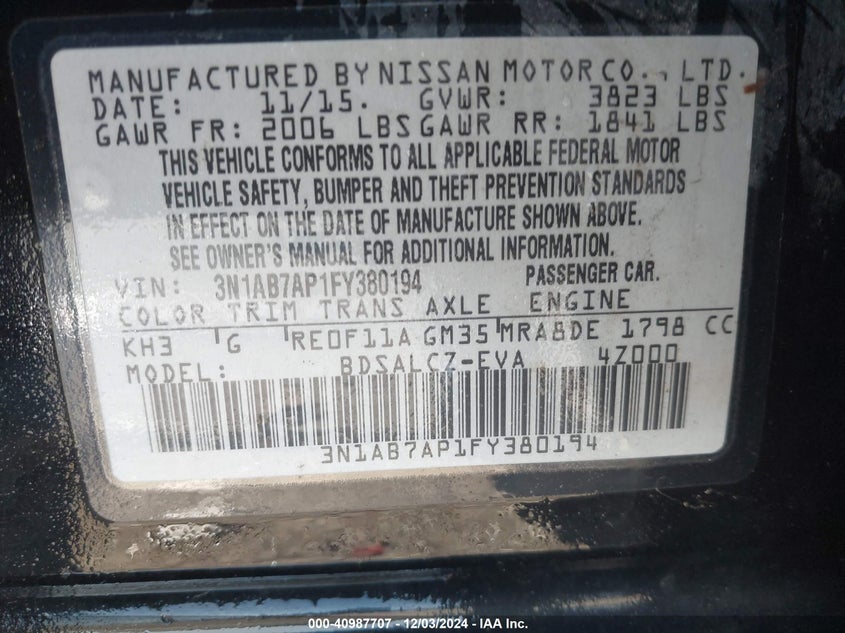 MANUFACTURED BY NISSAN MOTOR CO., LTD.
DATE: 11/15. GVWR: 3823 LBS
GAWR FR: 2006 LBS GAWR RR: 1841 LBS
THIS VEHICLE CONFORMS TO ALL APPLICABLE FEDERAL MOTOR
VEHICLE SAFETY, BUMPER AND THEFT PREVENTION STANDARDS
IN EFFECT ON THE DATE OF MANUFACTURE SHOWN ABOVE.
SEE OWNER'S MANUAL FOR ADDITIONAL INFORMATION.
VIN: 3N1AB7AP1FY380194 PASSENGER CAR.
COLOR TRIM TRANS AXLE ENGINE
KH3 G RE0F11A GM35 MRA8DE 1798 CC
MODEL: BDSALCZ-EVA 4Z000
3N1AB7AP1FY380194
000-40987707 - 12/03/2024 - IAA Inc.